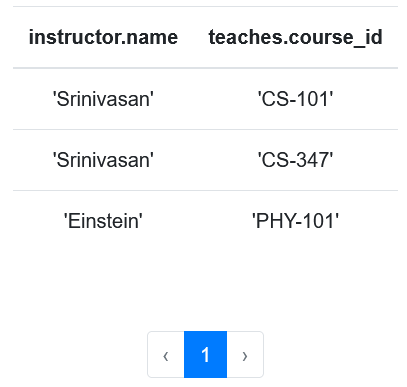 instructor.name teaches.course_id
'Srinivasan' 'CS-101'
'Srinivasan' 'CS-347'
'Einstein' 'PHY-101'
‹ 1 ›